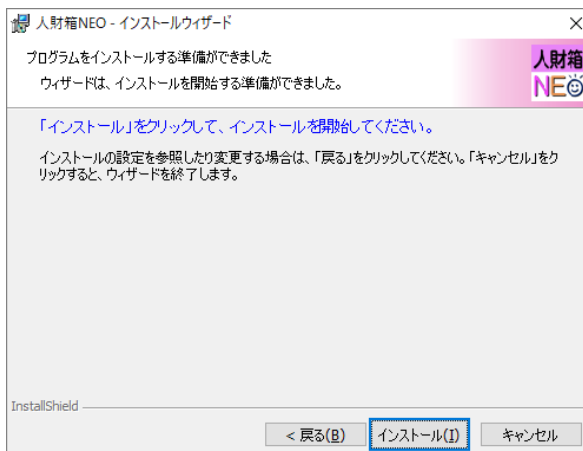 人財箱NEO - インストールウィザード
プログラムをインストールする準備ができました
ウィザードは、インストールを開始する準備ができました。
人財箱
NEO
「インストール」をクリックして、インストールを開始してください。
インストールの設定を参照したり変更する場合は、「戻る」をクリックしてください。「キャンセル」をク
リックすると、ウィザードを終了します。
InstallShield
< 戻る(B)
インストール(I)
キャンセル